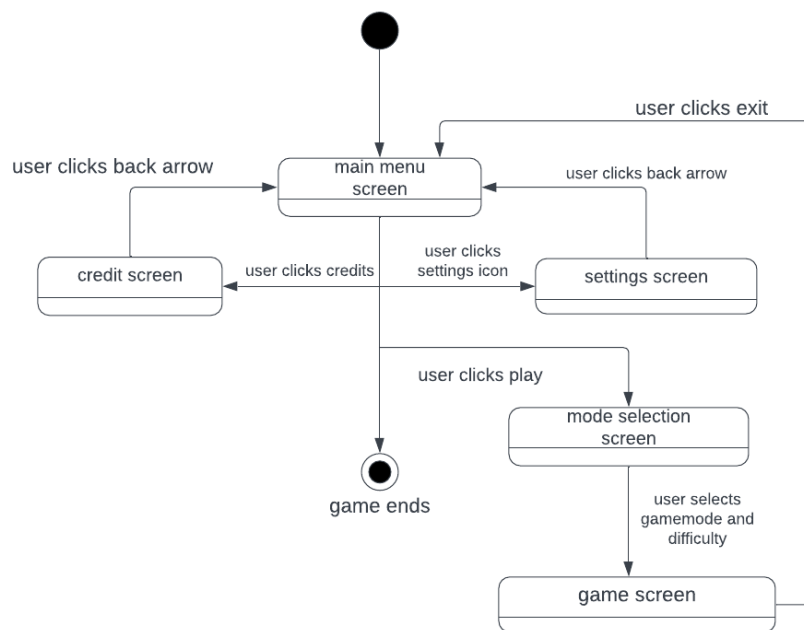 user clicks exit
user clicks back arrow
main menu
screen
user clicks back arrow
credit screen
user clicks credits
user clicks
settings icon
settings screen
user clicks play
mode selection
screen
game ends
user selects
gamemode and
difficulty
game screen